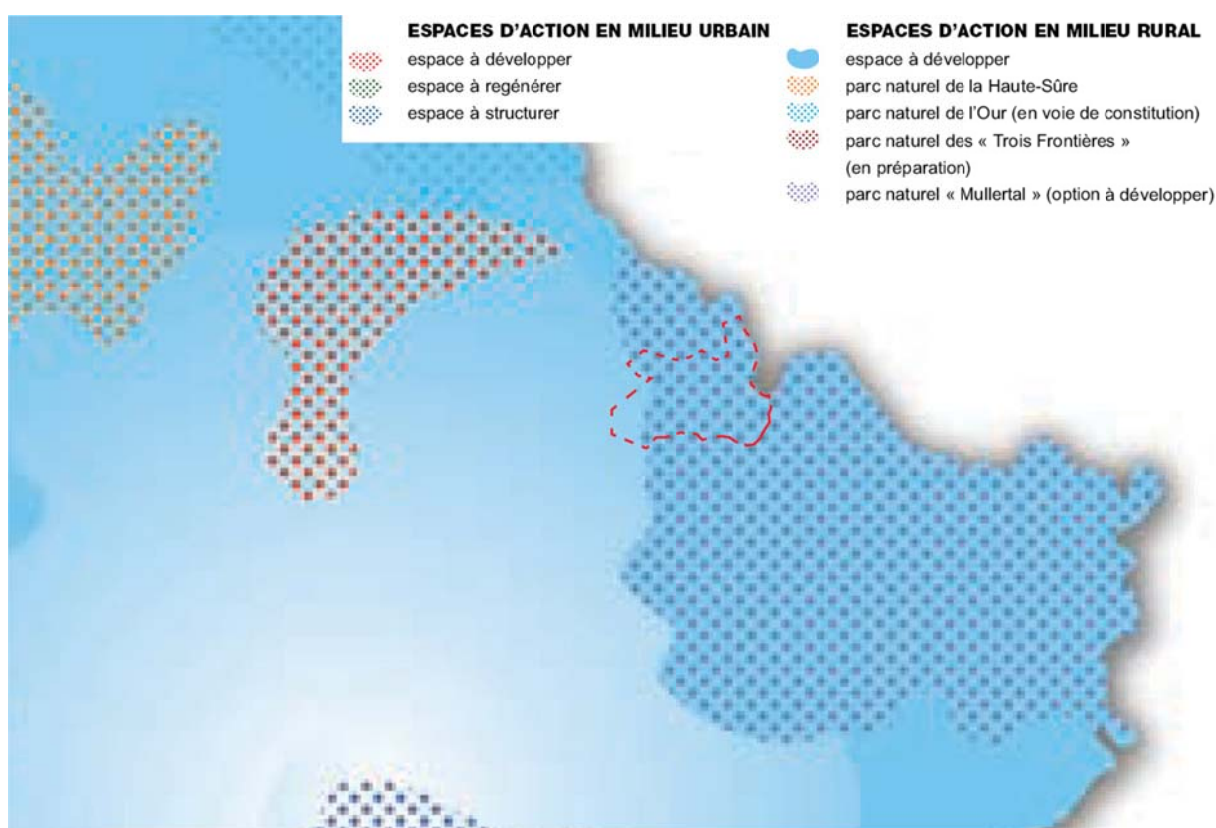 ESPACES D'ACTION EN MILIEU URBAIN
espace à développer
espace à regénérer
espace à structurer
ESPACES D'ACTION EN MILIEU RURAL
espace à développer
parc naturel de la Haute-Sûre
parc naturel de l'Our (en voie de constitution)
parc naturel des « Trois Frontières »
(en préparation)
parc naturel « Mullertal » (option à développer)